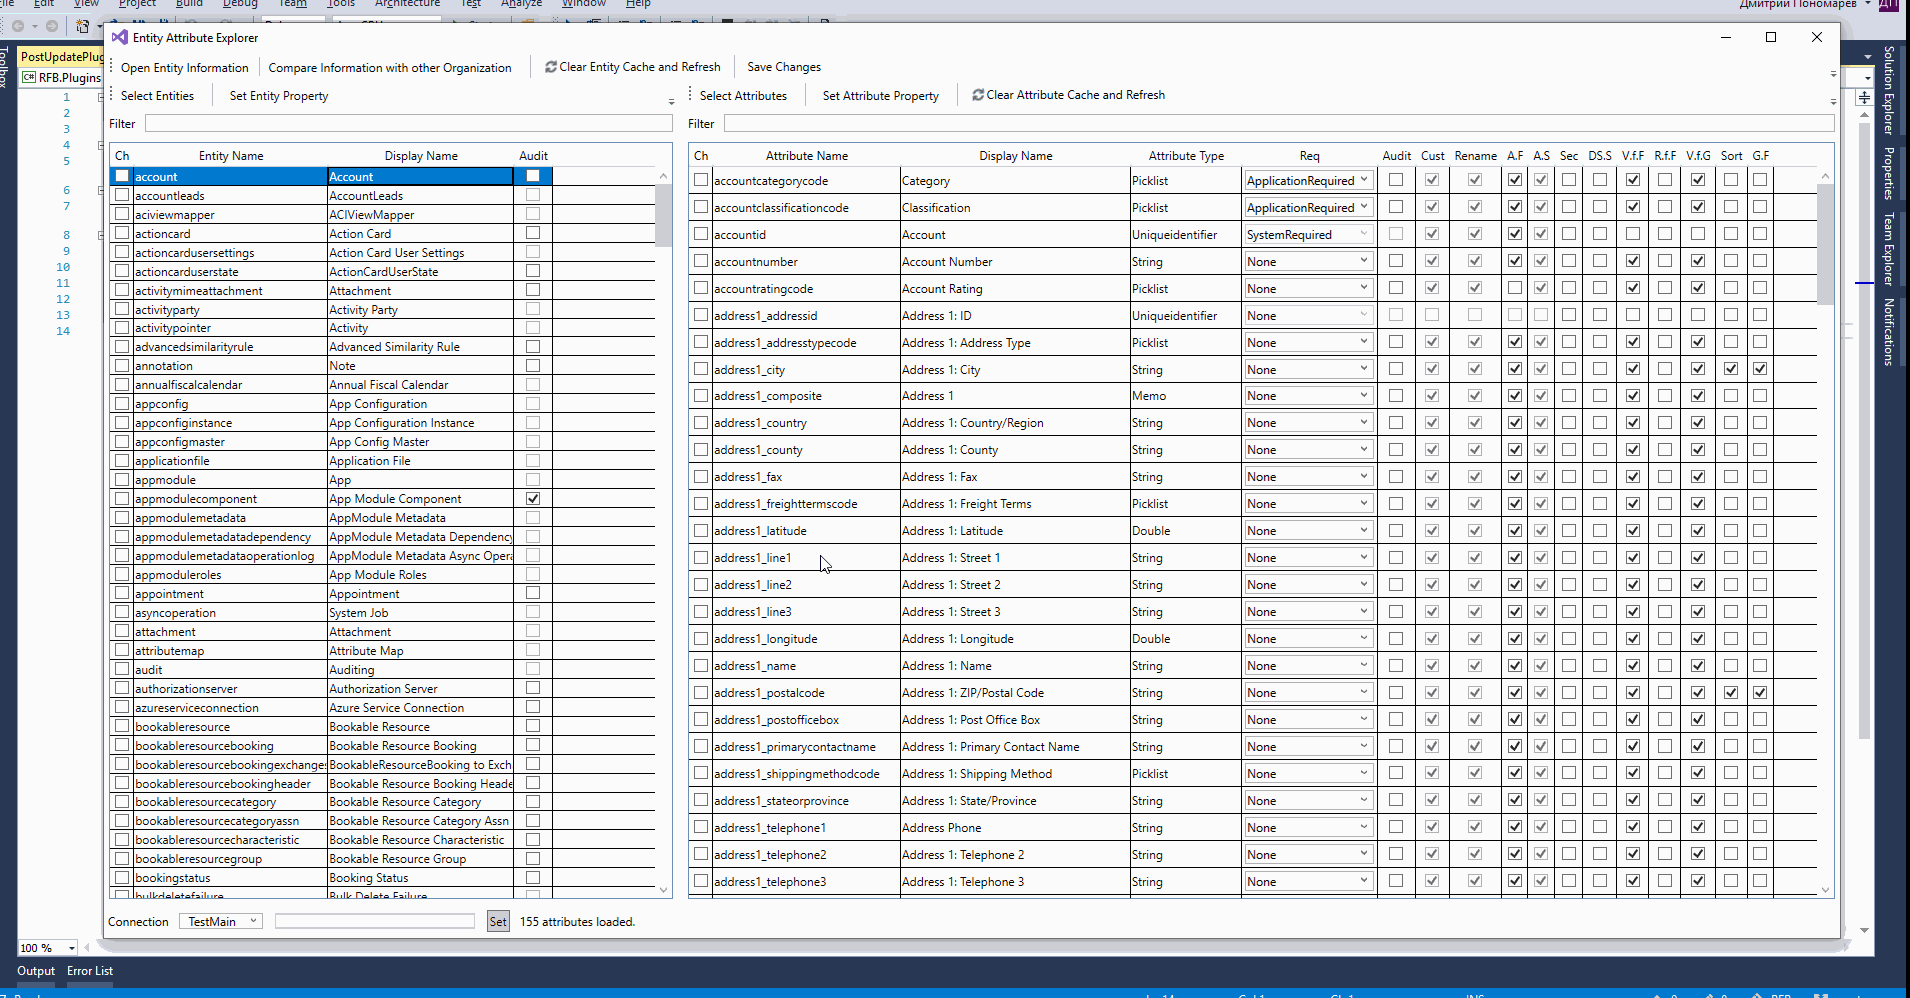 File Edit View Project Build Debug Team Tools Architecture Test Analyze Window Help Дмитрий Пономарев ДП
Entity Attribute Explorer
Toolbox
PostUpdatePlug
RFB.Plugins
Open Entity Information Compare Information with other Organization Clear Entity Cache and Refresh Save Changes
Select Entities Set Entity Property Select Attributes Set Attribute Property Clear Attribute Cache and Refresh
Filter Filter
Ch Entity Name Display Name Audit
account Account
accountleads AccountLeads
aciviewmapper ACIViewMapper
actioncard Action Card
actioncardusersettings Action Card User Settings
actioncarduserstate ActionCardUserState
activitymimeattachment Attachment
activityparty Activity Party
activitypointer Activity
advancedsimilarityrule Advanced Similarity Rule
annotation Note
annualfiscalcalendar Annual Fiscal Calendar
appconfig App Configuration
appconfiginstance App Configuration Instance
appconfigmaster App Config Master
applicationfile Application File
appmodule App
appmodulecomponent App Module Component
appmodulemetadata AppModule Metadata
appmodulemetadatadependency AppModule Metadata Dependency
appmodulemetadataoperationlog AppModule Metadata Async Oper
appmoduleroles App Module Roles
appointment Appointment
asyncoperation System Job
attachment Attachment
attributemap Attribute Map
audit Auditing
authorizationserver Authorization Server
azureserviceconnection Azure Service Connection
bookableresource Bookable Resource
bookableresourcebooking Bookable Resource Booking
bookableresourcebookingexchanges BookableResourceBooking to Exch
bookableresourcebookingheader Bookable Resource Booking Heade
bookableresourcecategory Bookable Resource Category
bookableresourcecategoryassn Bookable Resource Category Assn
bookableresourcecharacteristic Bookable Resource Characteristic
bookableresourcegroup Bookable Resource Group
bookingstatus Booking Status
bulkdeletefailure Bulk Delete Failure
Ch Attribute Name Display Name Attribute Type Req Audit Cust Rename A.F A.S Sec DS.S V.f.F R.f.F V.f.G Sort G.F
accountcategorycode Category Picklist ApplicationRequired
accountclassificationcode Classification Picklist ApplicationRequired
accountid Account Uniqueidentifier SystemRequired
accountnumber Account Number String None
accountratingcode Account Rating Picklist None
address1_addressid Address 1: ID Uniqueidentifier None
address1_addresstypecode Address 1: Address Type Picklist None
address1_city Address 1: City String None
address1_composite Address 1 Memo None
address1_country Address 1: Country/Region String None
address1_county Address 1: County String None
address1_fax Address 1: Fax String None
address1_freighttermscode Address 1: Freight Terms Picklist None
address1_latitude Address 1: Latitude Double None
address1_line1 Address 1: Street 1 String None
address1_line2 Address 1: Street 2 String None
address1_line3 Address 1: Street 3 String None
address1_longitude Address 1: Longitude Double None
address1_name Address 1: Name String None
address1_postalcode Address 1: ZIP/Postal Code String None
address1_postofficebox Address 1: Post Office Box String None
address1_primarycontactname Address 1: Primary Contact Name String None
address1_shippingmethodcode Address 1: Shipping Method Picklist None
address1_stateorprovince Address 1: State/Province String None
address1_telephone1 Address Phone String None
address1_telephone2 Address 1: Telephone 2 String None
address1_telephone3 Address 1: Telephone 3 String None
Connection TestMain Set 155 attributes loaded.
1
2
3
4
5
6
7
8
9
10
11
12
13
14
Solution Explorer
Properties
Team Explorer
Notifications
100 %
Output Error List